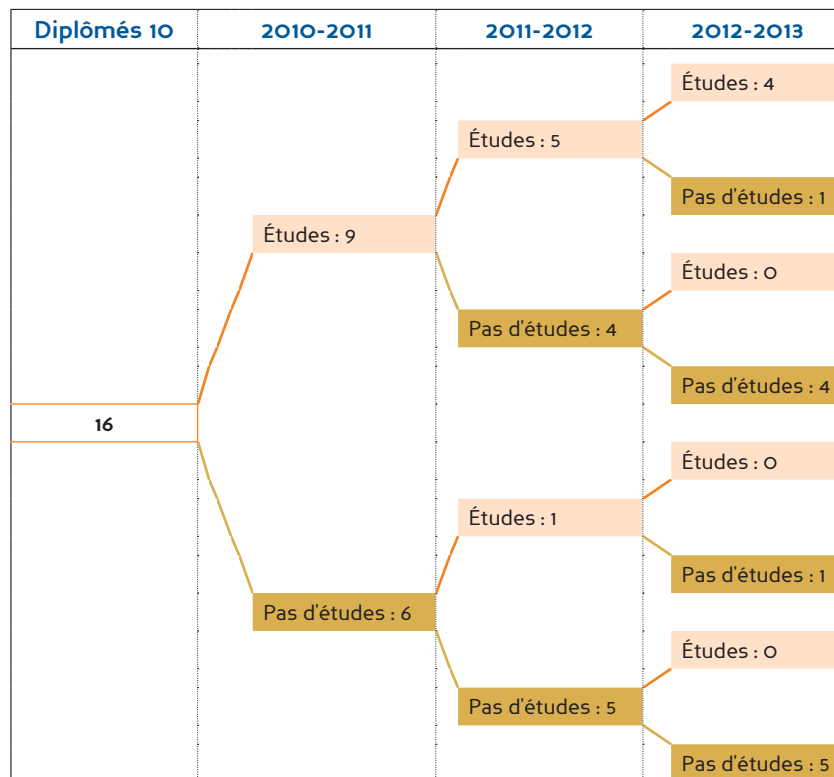 Diplômés 10 2010-2011 2011-2012 2012-2013
Études : 4
Études : 5
Pas d'études : 1
Études : 9
Études : 0
Pas d'études : 4
Pas d'études : 4
16
Études : 0
Études : 1
Pas d'études : 1
Pas d'études : 6
Études : 0
Pas d'études : 5
Pas d'études : 5